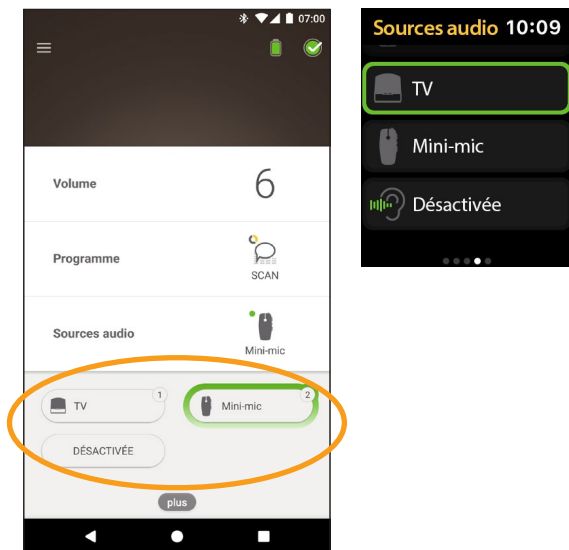 07:00
Volume
6
Programme
SCAN
Sources audio
Mini-mic
TV
1
Mini-mic
2
DÉSACTIVÉE
plus
Sources audio 10:09
TV
Mini-mic
Désactivée